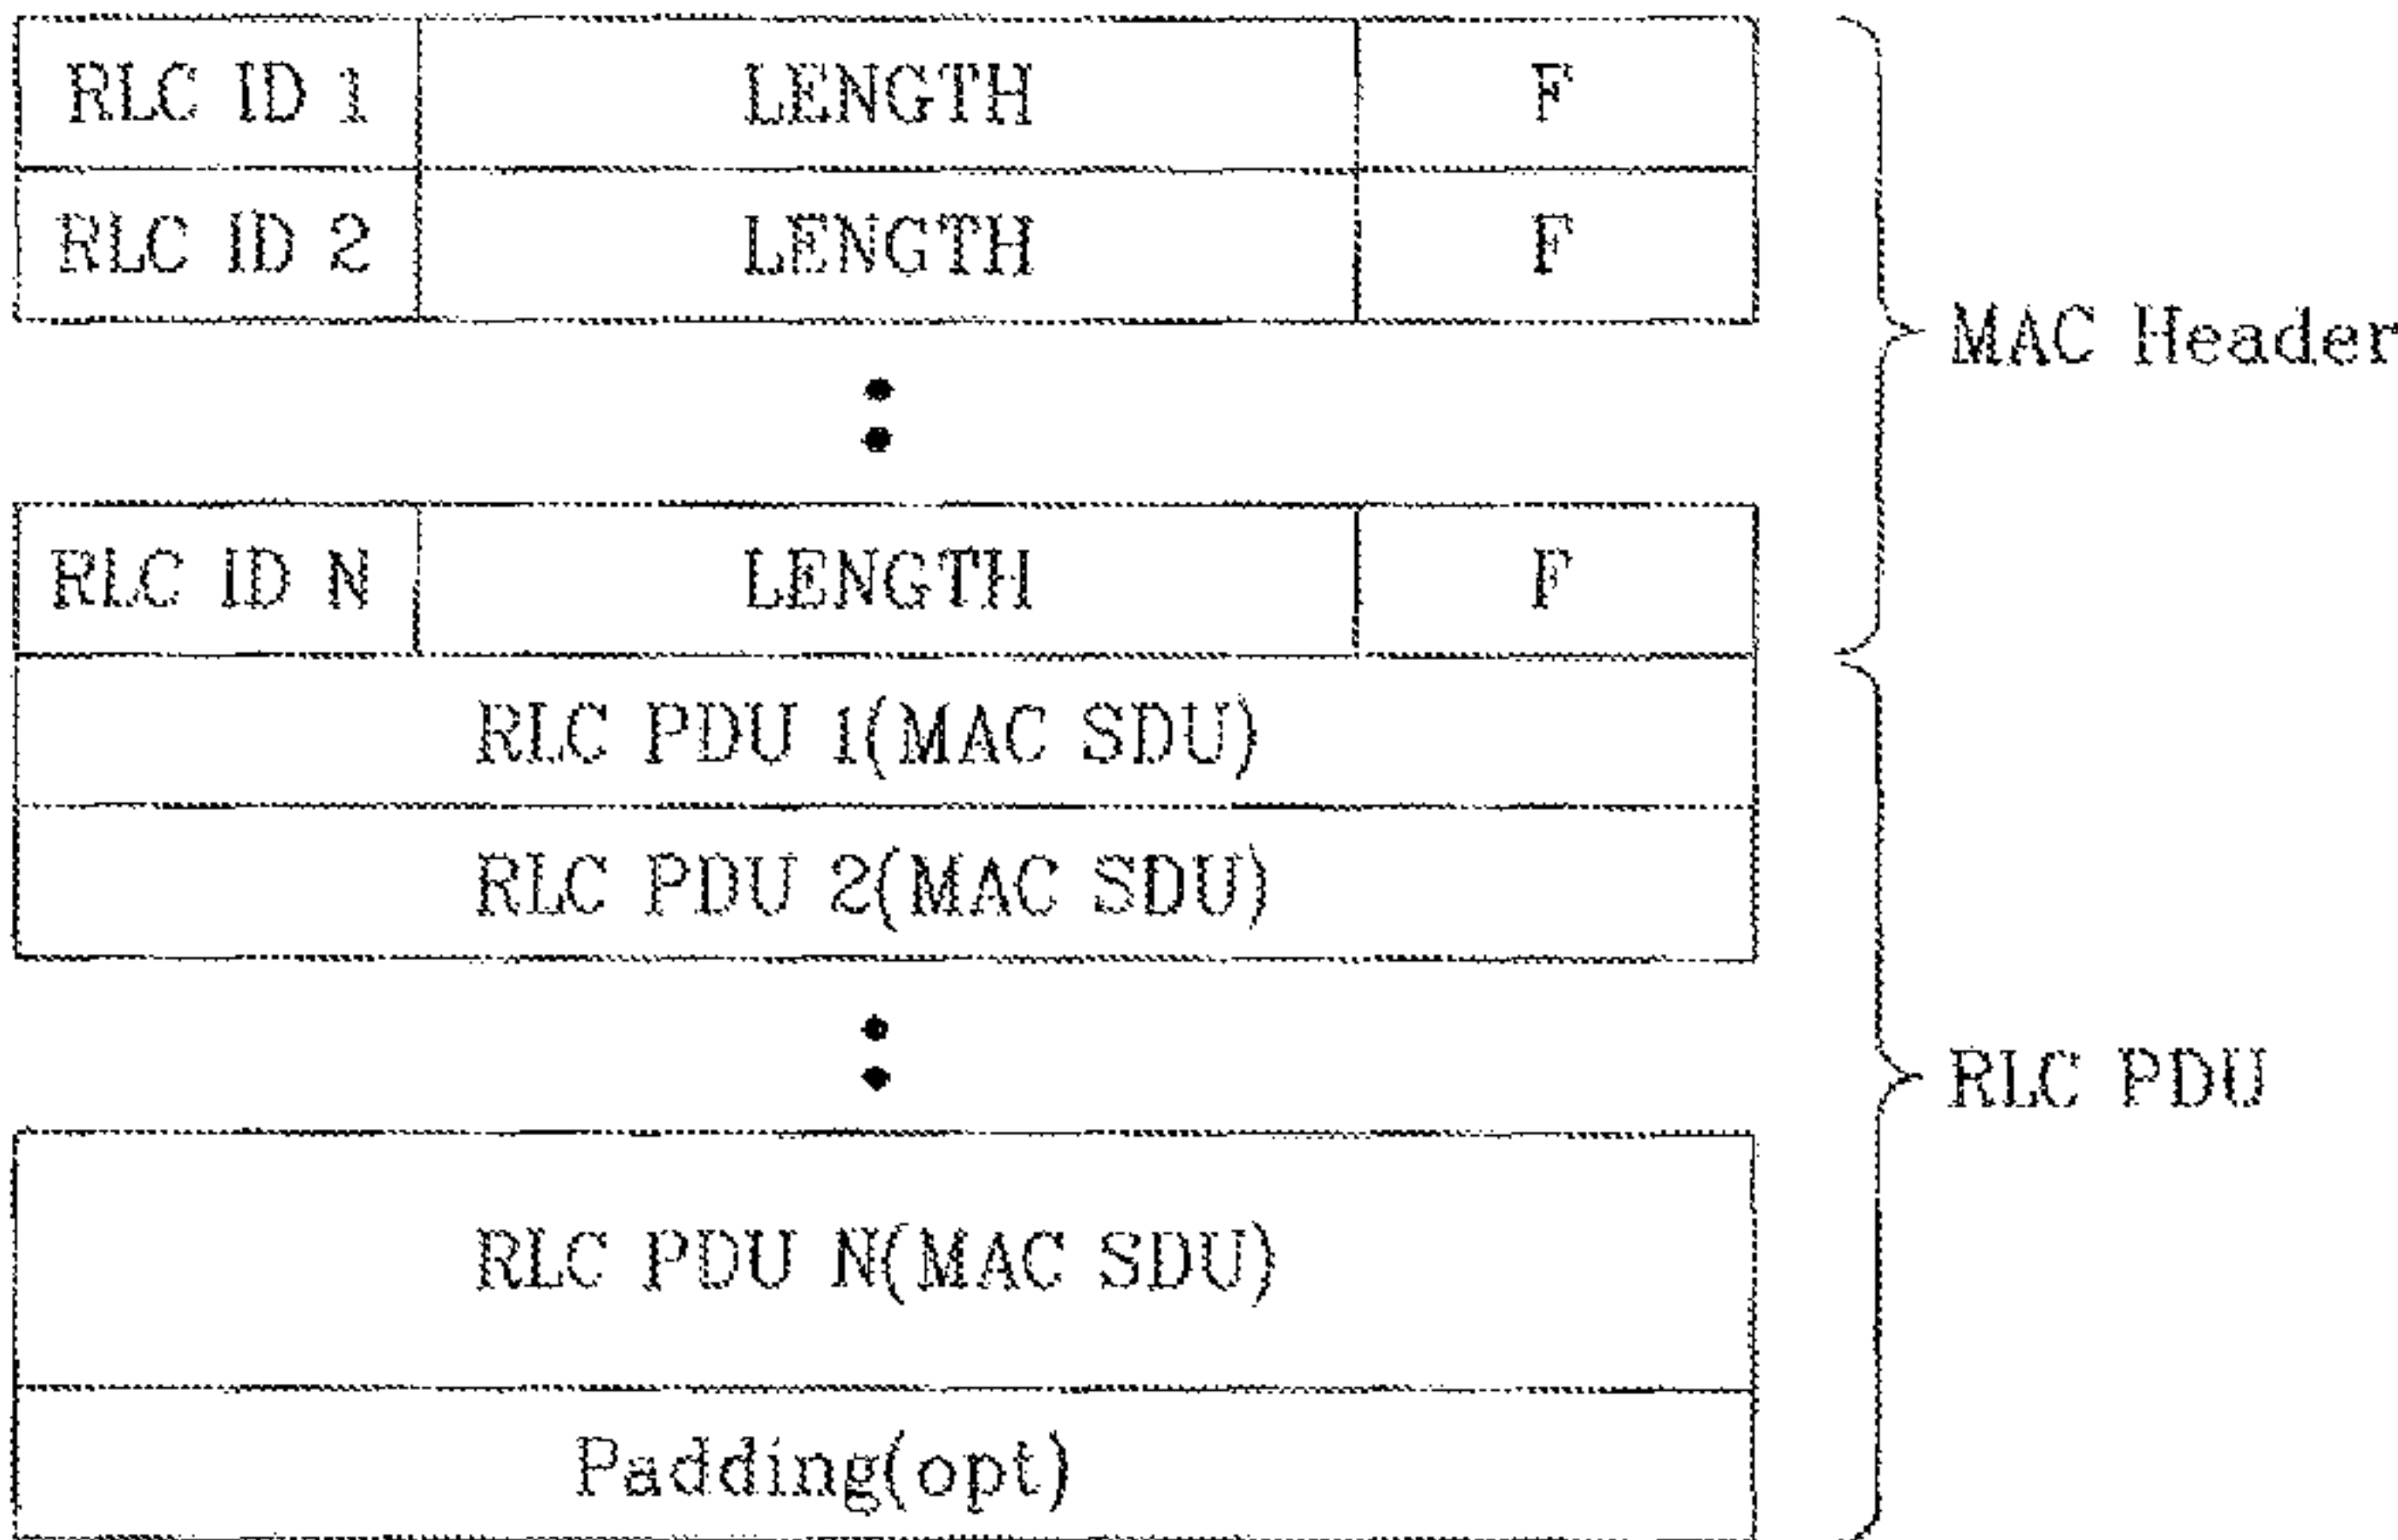 RLC ID 1 LENGTH F
RLC ID 2 LENGTH F
MAC Header
RLC ID N LENGTH F
RLC PDU 1(MAC SDU)
RLC PDU 2(MAC SDU)
RLC PDU
RLC PDU N(MAC SDU)
Padding(opt)